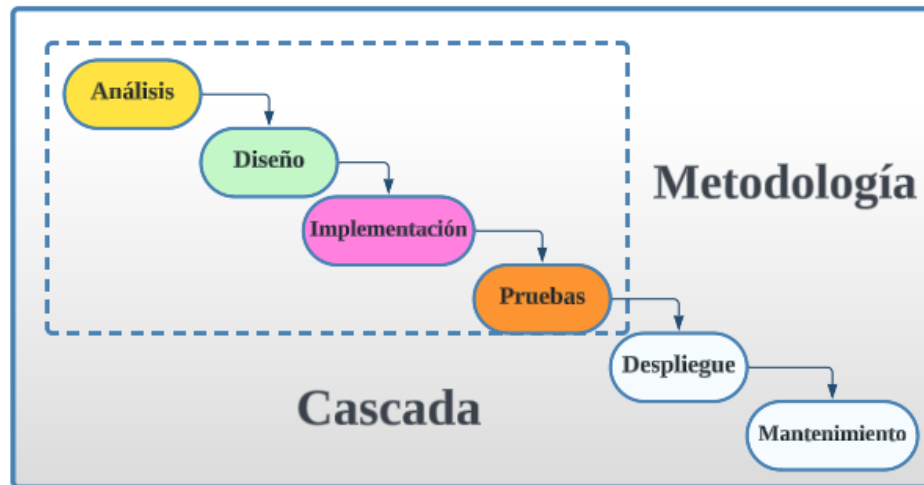 Análisis
Diseño
Metodología
Implementación
Pruebas
Despliegue
Cascada
Mantenimiento